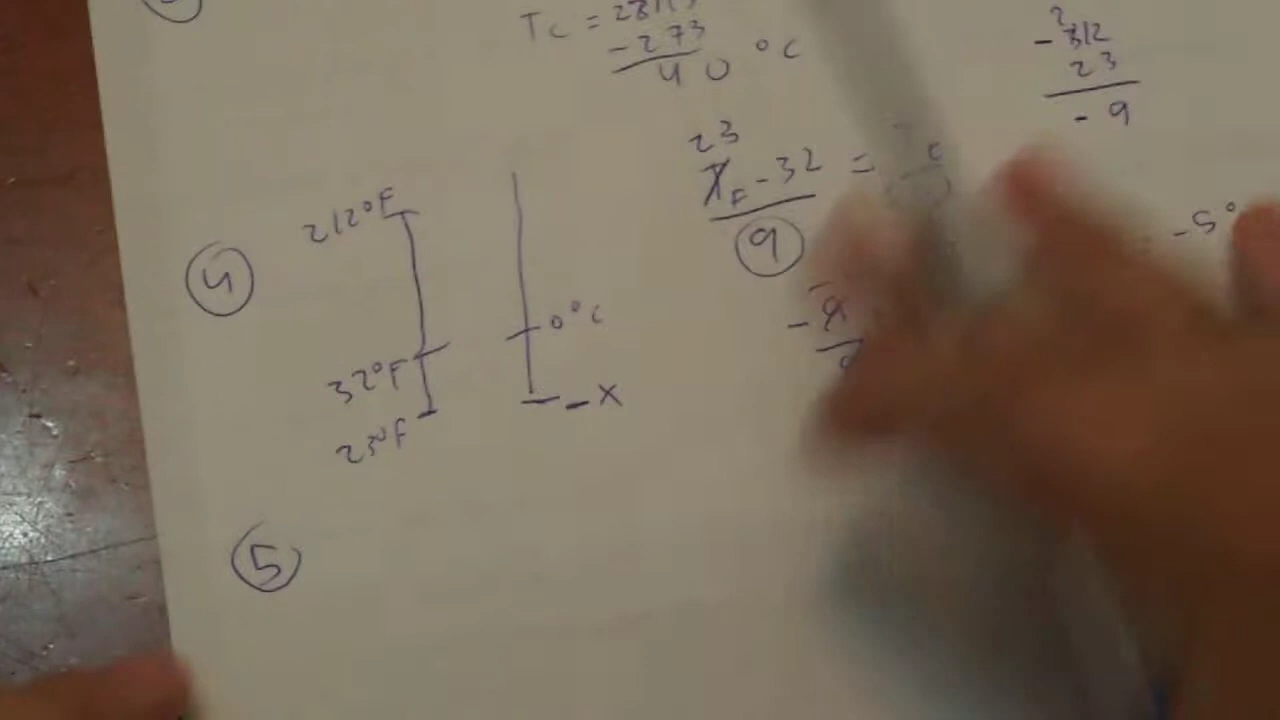 Tc =
-273
40 °C
- 312
23
- 9
23
XF - 32 =
9
-5°
4
212°F
0°C
32°F
-X
23°F
5